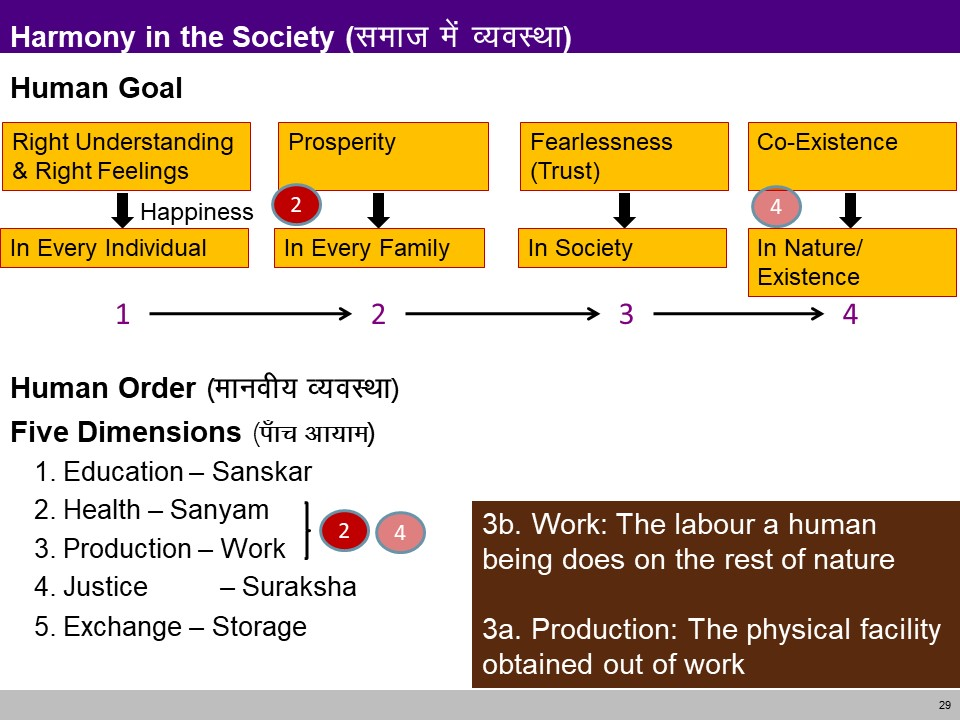 Harmony in the Society (समाज में व्यवस्था)
Human Goal
Right Understanding
& Right Feelings
Prosperity
Fearlessness
(Trust)
Co-Existence
Happiness
2
4
In Every Individual
In Every Family
In Society
In Nature/
Existence
1 2 3 4
Human Order (मानवीय व्यवस्था)
Five Dimensions (पाँच आयाम)
1. Education – Sanskar
2. Health – Sanyam
3. Production – Work
2 4
4. Justice – Suraksha
5. Exchange – Storage
3b. Work: The labour a human
being does on the rest of nature
3a. Production: The physical facility
obtained out of work
29